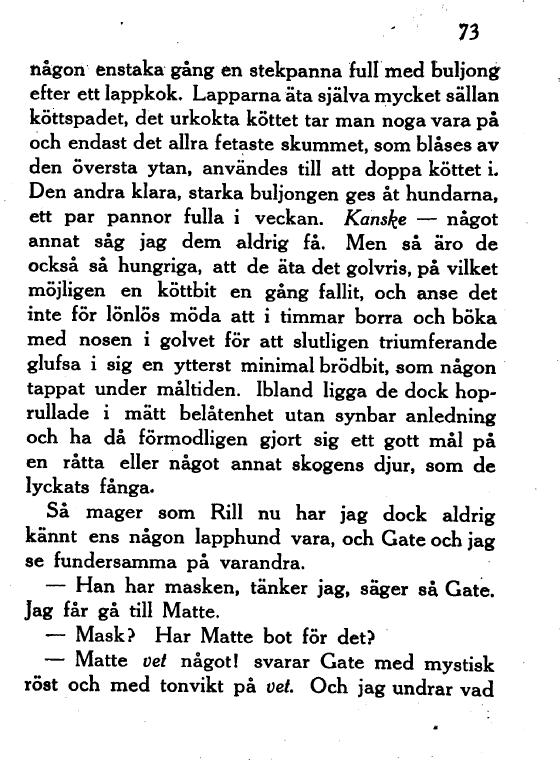 73
någon enstaka gång en stekpanna full med buljong
efter ett lappkok. Lapparna äta själva mycket sällan
köttspadet, det urkokta köttet tar man noga vara på
och endast det allra fetaste skummet, som blåses av
den översta ytan, användes till att doppa köttet i.
Den andra klara, starka buljongen ges åt hundarna,
ett par pannor fulla i veckan. Kanske — något
annat såg jag dem aldrig få. Men så äro de
också så hungriga, att de äta det golvris, på vilket
möjligen en köttbit en gång fallit, och anse det
inte för lönlös möda att i timmar borra och böka
med nosen i golvet för att slutligen triumferande
glufsa i sig en ytterst minimal brödbit, som någon
tappat under måltiden. Ibland ligga de dock hop-
rullade i mätt belåtenhet utan synbar anledning
och ha då förmodligen gjort sig ett gott mål på
en råtta eller något annat skogens djur, som de
lyckats fånga.
Så mager som Rill nu har jag dock aldrig
kännt ens någon lapphund vara, och Gate och jag
se fundersamma på varandra.
— Han har masken, tänker jag, säger så Gate.
Jag får gå till Matte.
— Mask? Har Matte bot för det?
— Matte vet något! svarar Gate med mystisk
röst och med tonvikt på vet. Och jag undrar vad